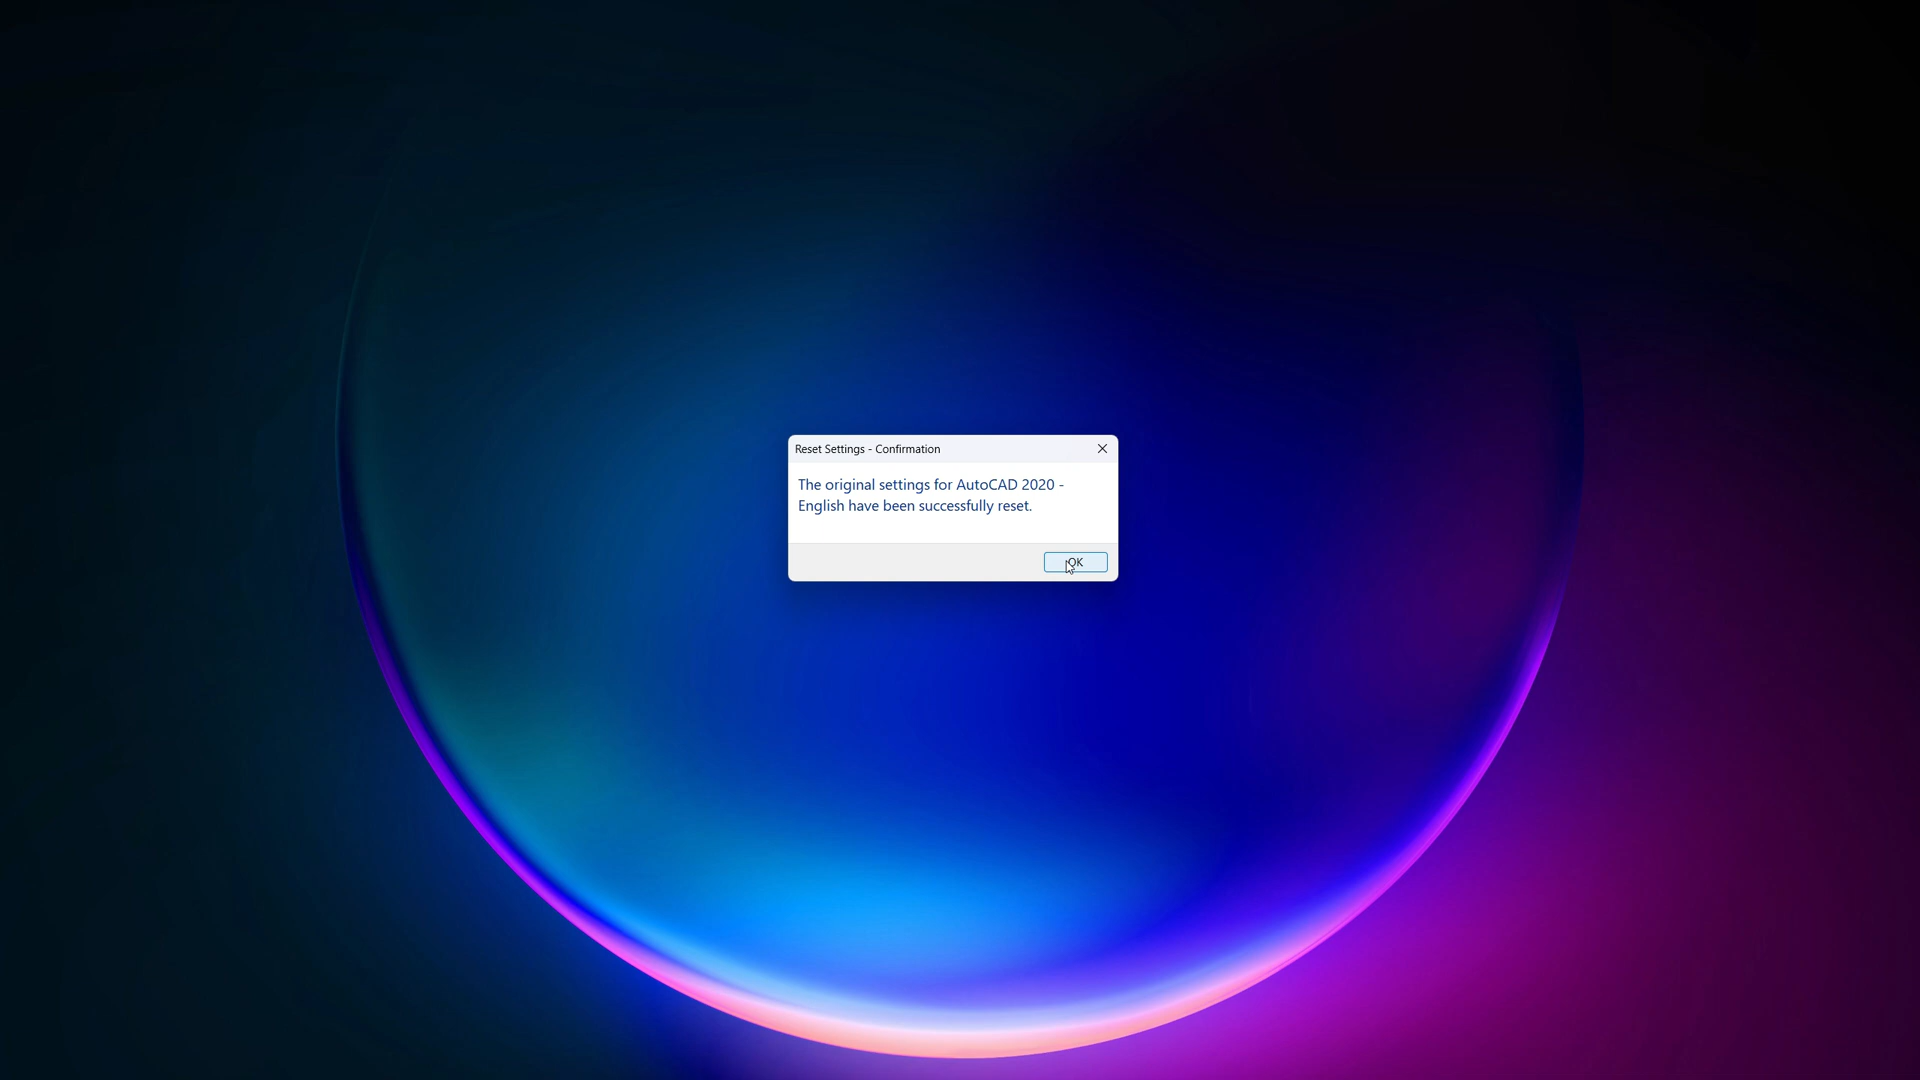 Reset Settings - Confirmation
The original settings for AutoCAD 2020 -
English have been successfully reset.
OK